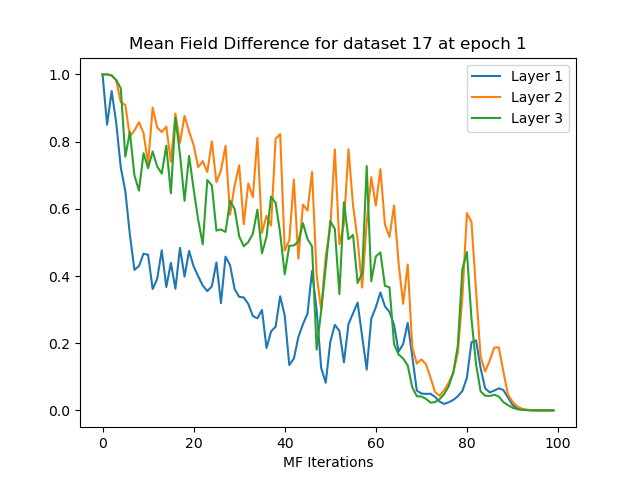 Mean Field Difference for dataset 17 at epoch 1
Layer 1
Layer 2
Layer 3
1.0
0.8
0.6
0.4
0.2
0.0
0 20 40 60 80 100
MF Iterations